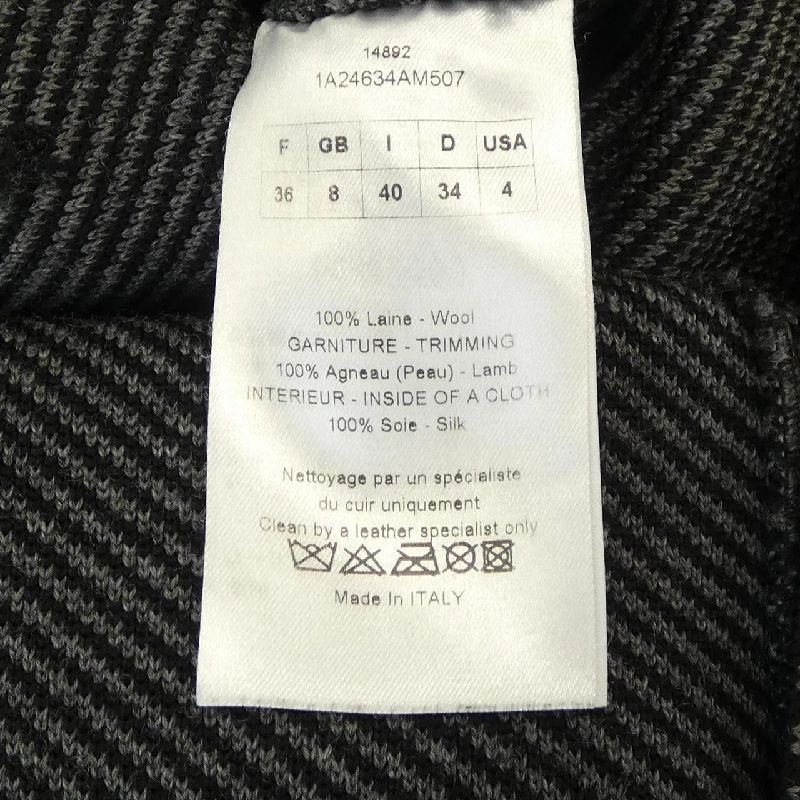 14892
1A24634AM507
F GB I D USA
36 8 40 34 4
100% Laine - Wool
GARNITURE - TRIMMING
100% Agneau (Peau) - Lamb
INTERIEUR - INSIDE OF A CLOTH
100% Soie - Silk
Nettoyage par un spécialiste
du cuir uniquement
Clean by a leather specialist only
Made In ITALY